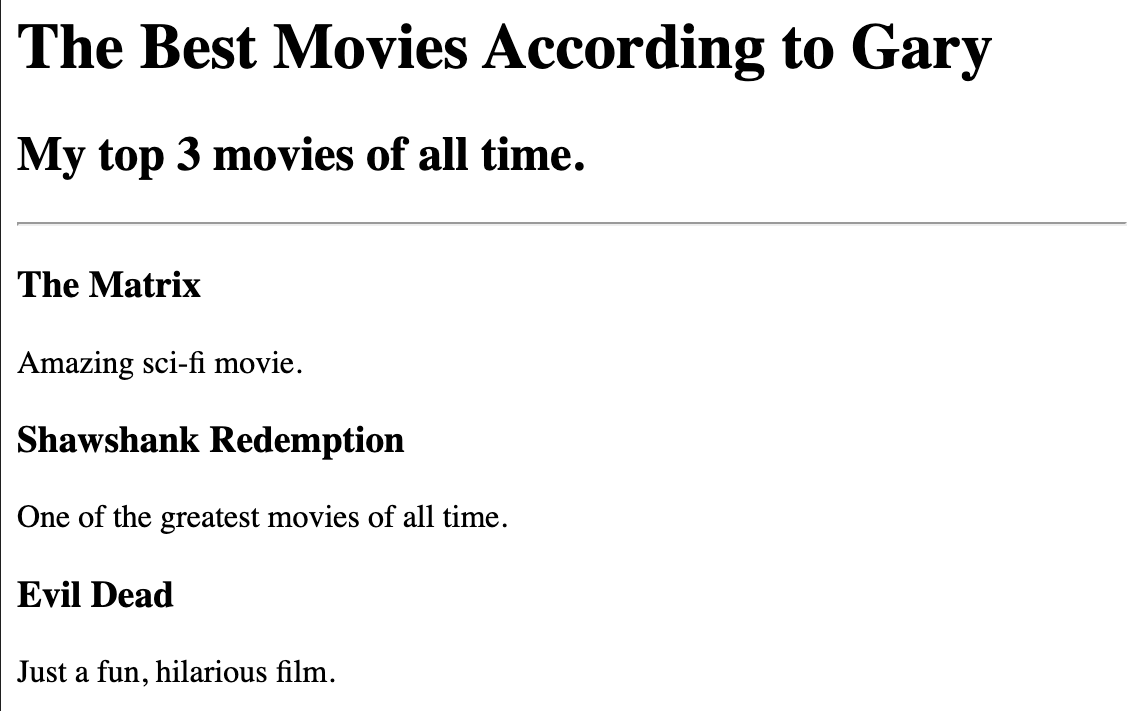 The Best Movies According to Gary
My top 3 movies of all time.
The Matrix
Amazing sci-fi movie.
Shawshank Redemption
One of the greatest movies of all time.
Evil Dead
Just a fun, hilarious film.